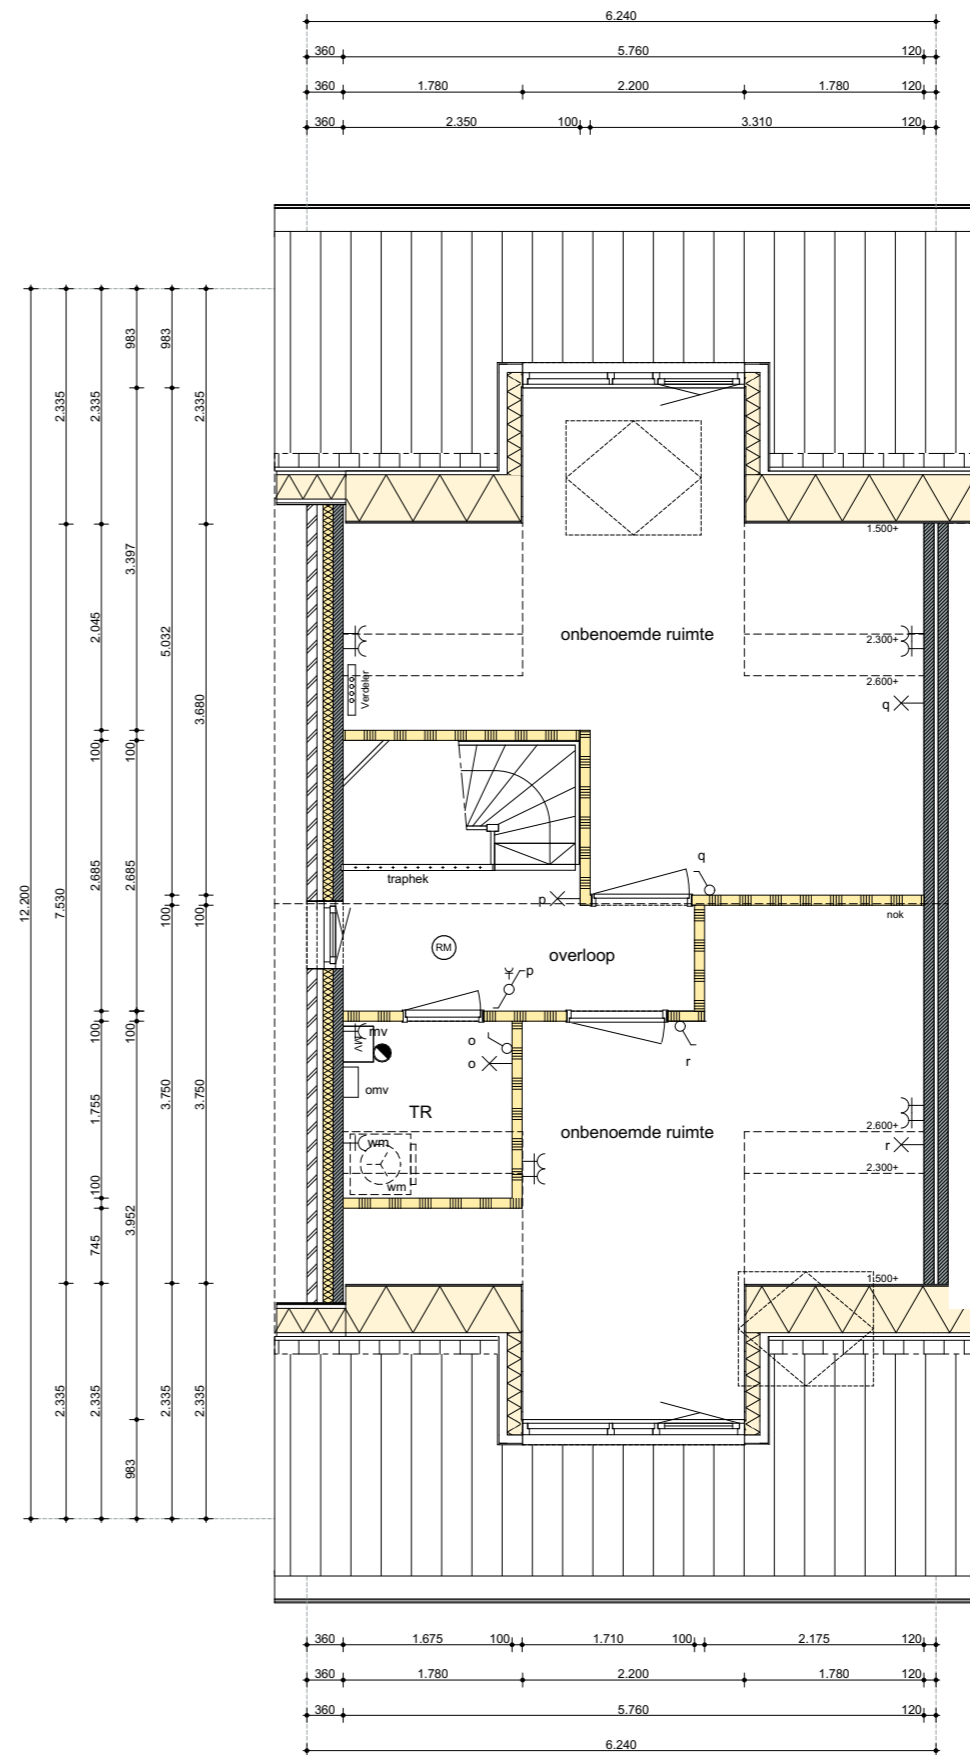 6.240
360 5.760 120
360 1.780 2.200 1.780 120
360 2.350 100 3.310 120
12.200
2.335
7.530
2.335
2.335
2.045
100
2.685
100
1.755
100
745
2.335
983
3.397
100
2.685
100
3.952
983
983
5.032
100
3.750
2.335
2.335
3.680
100
3.750
2.335
1.500+
onbenoemde ruimte
2.300+
2.600+
q
Verdeler
traphek
q
p
nok
RM
overloop
p
mv
MV
o
o
r
omv
TR
onbenoemde ruimte
2.600+
r
wm
2.300+
wm
1.500+
360 1.675 100 1.710 100 2.175 120
360 1.780 2.200 1.780 120
360 5.760 120
6.240